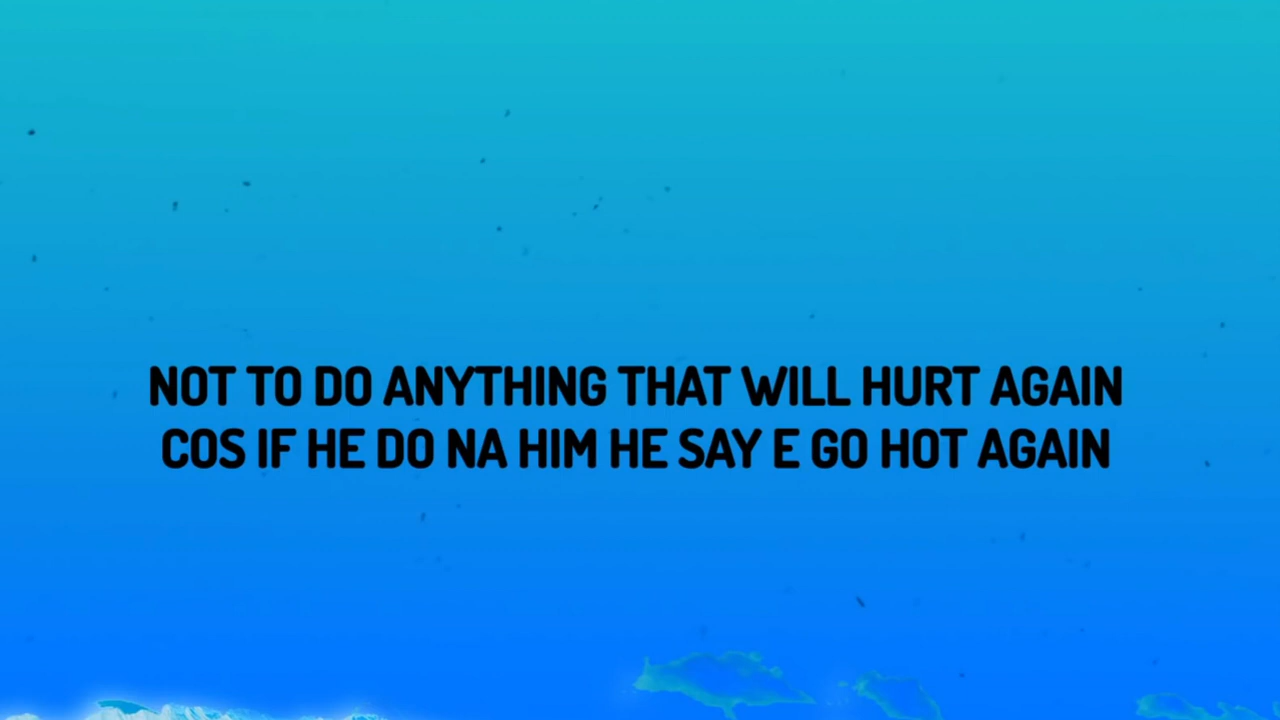 NOT TO DO ANYTHING THAT WILL HURT AGAIN
COS IF HE DO NA HIM HE SAY E GO HOT AGAIN